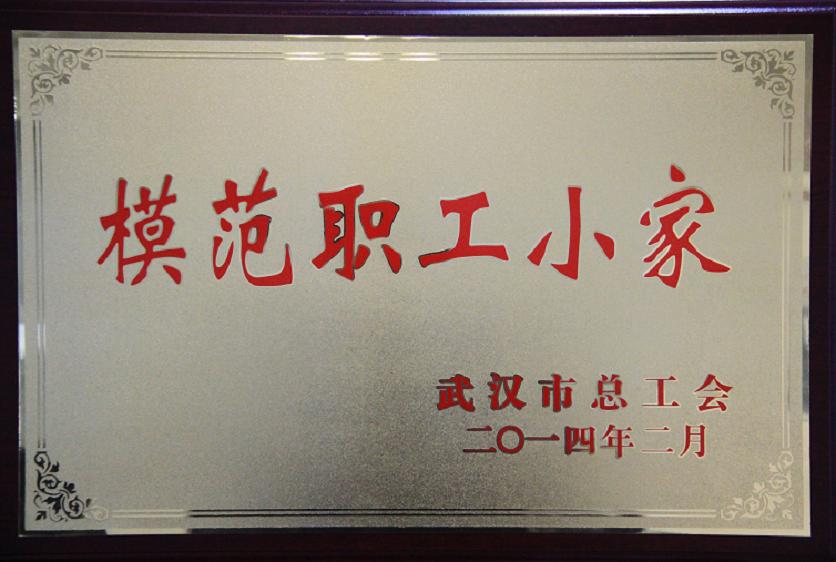 模范职工小家
武汉市总工会
二〇一四年二月